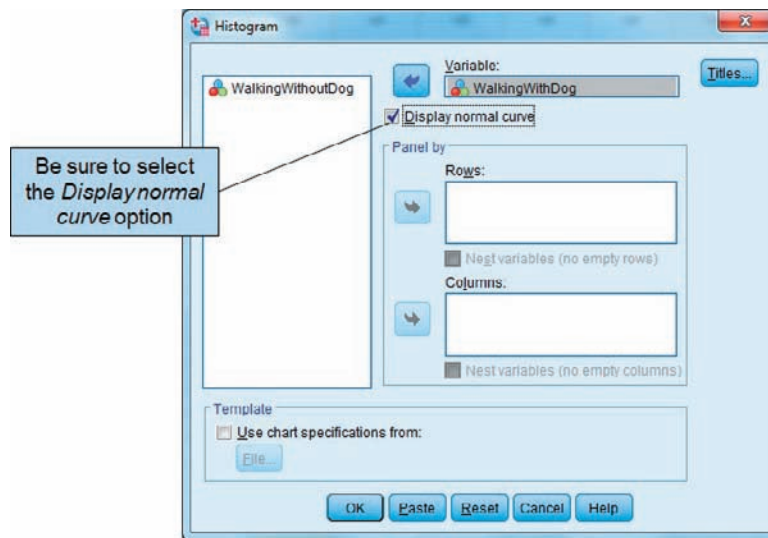 Histogram
WalkingWithoutDog
Variable:
WalkingWithDog
Titles...
Display normal curve
Be sure to select
the Display normal
curve option
Panel by
Rows:
Nest variables (no empty rows)
Columns:
Nest variables (no empty columns)
Template
Use chart specifications from:
File...
OK Paste Reset Cancel Help